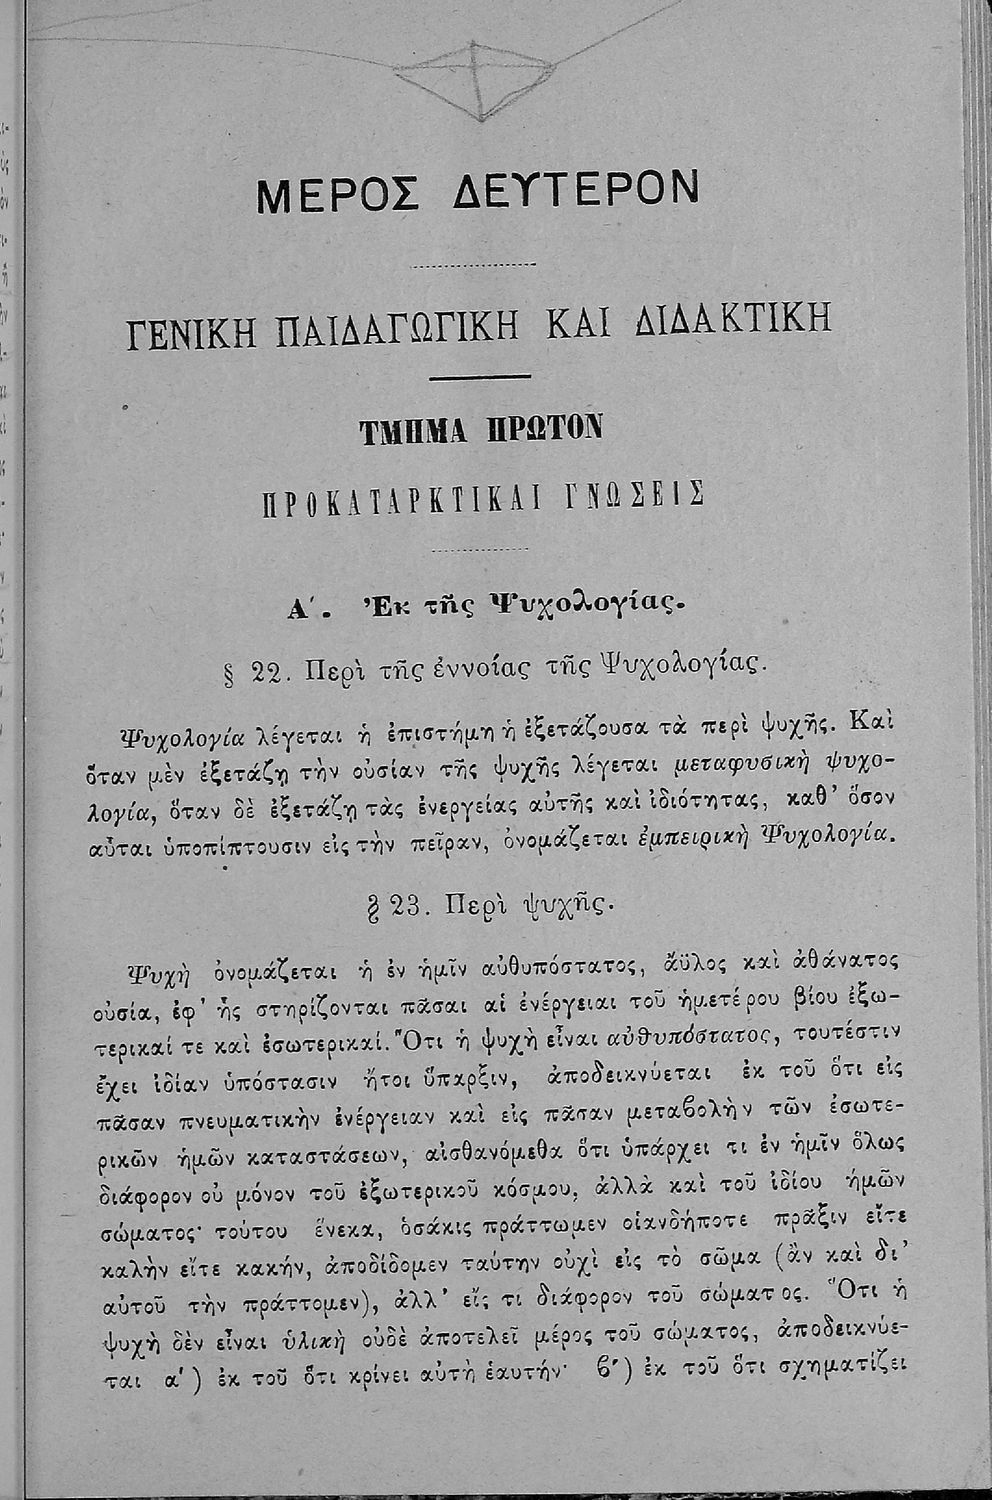 ΜΕΡΟΣ ΔΕΥΤΕΡΟΝ
ΓΕΝΙΚΗ ΠΑΙΔΑΓΩΓΙΚΗ ΚΑΙ ΔΙΔΑΚΤΙΚΗ
ΤΜΗΜΑ ΠΡΩΤΟΝ
ΠΡΟΚΑΤΑΡΚΤΙΚΑΙ ΓΝΩΣΕΙΣ
Α΄. Ἐκ τῆς Ψυχολογίας.
§ 22. Περὶ τῆς ἐννοίας τῆς Ψυχολογίας.
Ψυχολογία λέγεται ἡ ἐπιστήμη ἡ ἐξετάζουσα τὰ περὶ ψυχῆς. Καὶ
ὅταν μὲν ἐξετάζῃ τὴν οὐσίαν τῆς ψυχῆς λέγεται μεταφυσικὴ ψυχο-
λογία, ὅταν δὲ ἐξετάζῃ τὰς ἐνεργείας αὐτῆς καὶ ἰδιότητας, καθ' ὅσον
αὗται ὑποπίπτουσιν εἰς τὴν πεῖραν, ὀνομάζεται ἐμπειρικὴ Ψυχολογία.
§ 23. Περὶ ψυχῆς.
Ψυχὴ ὀνομάζεται ἡ ἐν ἡμῖν αὐθυπόστατος, ἄϋλος καὶ ἀθάνατος
οὐσία, ἐφ' ἧς στηρίζονται πᾶσαι αἱ ἐνέργειαι τοῦ ἡμετέρου βίου ἐξω-
τερικαί τε καὶ ἐσωτερικαί. Ὅτι ἡ ψυχὴ εἶναι αὐθυπόστατος, τουτέστιν
ἔχει ἰδίαν ὑπόστασιν ἤτοι ὕπαρξιν, ἀποδεικνύεται ἐκ τοῦ ὅτι εἰς
πᾶσαν πνευματικὴν ἐνέργειαν καὶ εἰς πᾶσαν μεταβολὴν τῶν ἐσωτε-
ρικῶν ἡμῶν καταστάσεων, αἰσθανόμεθα ὅτι ὑπάρχει τι ἐν ἡμῖν ὅλως
διάφορον οὐ μόνον τοῦ ἐξωτερικοῦ κόσμου, ἀλλὰ καὶ τοῦ ἰδίου ἡμῶν
σώματος· τούτου ἕνεκα, ὁσάκις πράττωμεν οἱανδήποτε πρᾶξιν εἴτε
καλὴν εἴτε κακήν, ἀποδίδομεν ταύτην οὐχὶ εἰς τὸ σῶμα (ἂν καὶ δι'
αὐτοῦ τὴν πράττομεν), ἀλλ' εἴς τι διάφορον τοῦ σώματος. Ὅτι ἡ
ψυχὴ δὲν εἶναι ὑλικὴ οὐδὲ ἀποτελεῖ μέρος τοῦ σώματος, ἀποδεικνύε-
ται α΄) ἐκ τοῦ ὅτι κρίνει αὐτὴ ἑαυτήν· β΄) ἐκ τοῦ ὅτι σχηματίζει